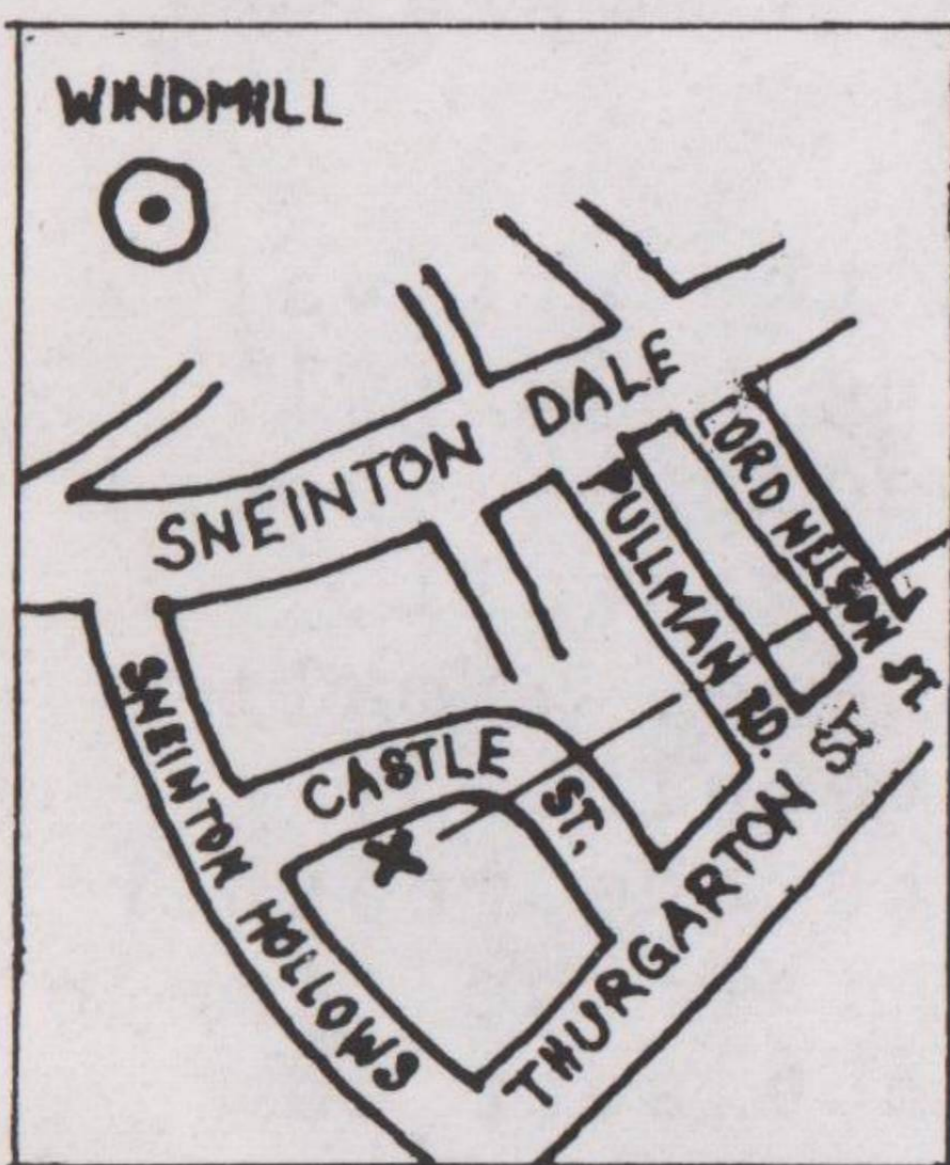 WINDMILL
SNEINTON DALE
LORD NELSON ST.
PULLMAN RD.
SNEINTON HOLLOWS
CASTLE ST.
X
THURGARTON ST